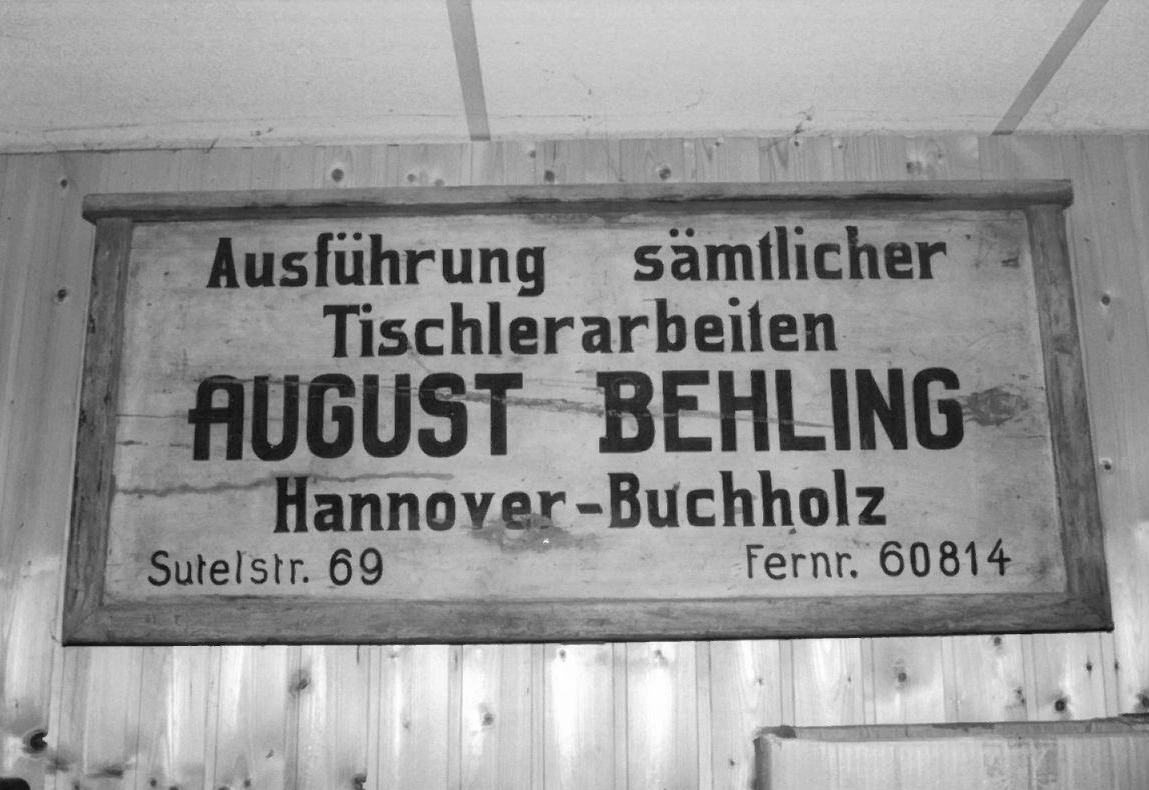 Ausführung sämtlicher
Tischlerarbeiten
AUGUST BEHLING
Hannover-Buchholz
Sutelstr. 69 Fernr. 60814